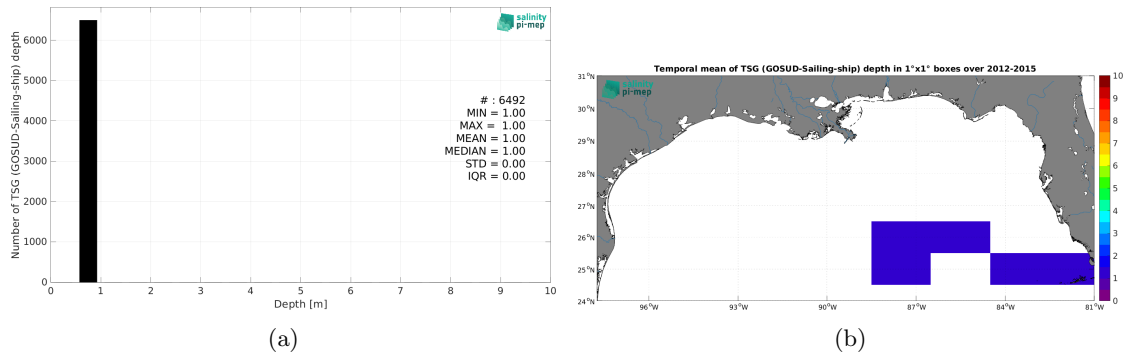 salinity
pi-mep
Number of TSG (GOSUD-Sailing-ship) depth
6000
5000
4000
3000
2000
1000
0
# : 6492
MIN = 1.00
MAX = 1.00
MEAN = 1.00
MEDIAN = 1.00
STD = 0.00
IQR = 0.00
0 1 2 3 4 5 6 7 8 9 10
Depth [m]
(a)
Temporal mean of TSG (GOSUD-Sailing-ship) depth in 1°x1° boxes over 2012-2015
salinity
pi-mep
31°N
30°N
29°N
28°N
27°N
26°N
25°N
24°N
96°W 93°W 90°W 87°W 84°W 81°W
10
9
8
7
6
5
4
3
2
1
0
(b)